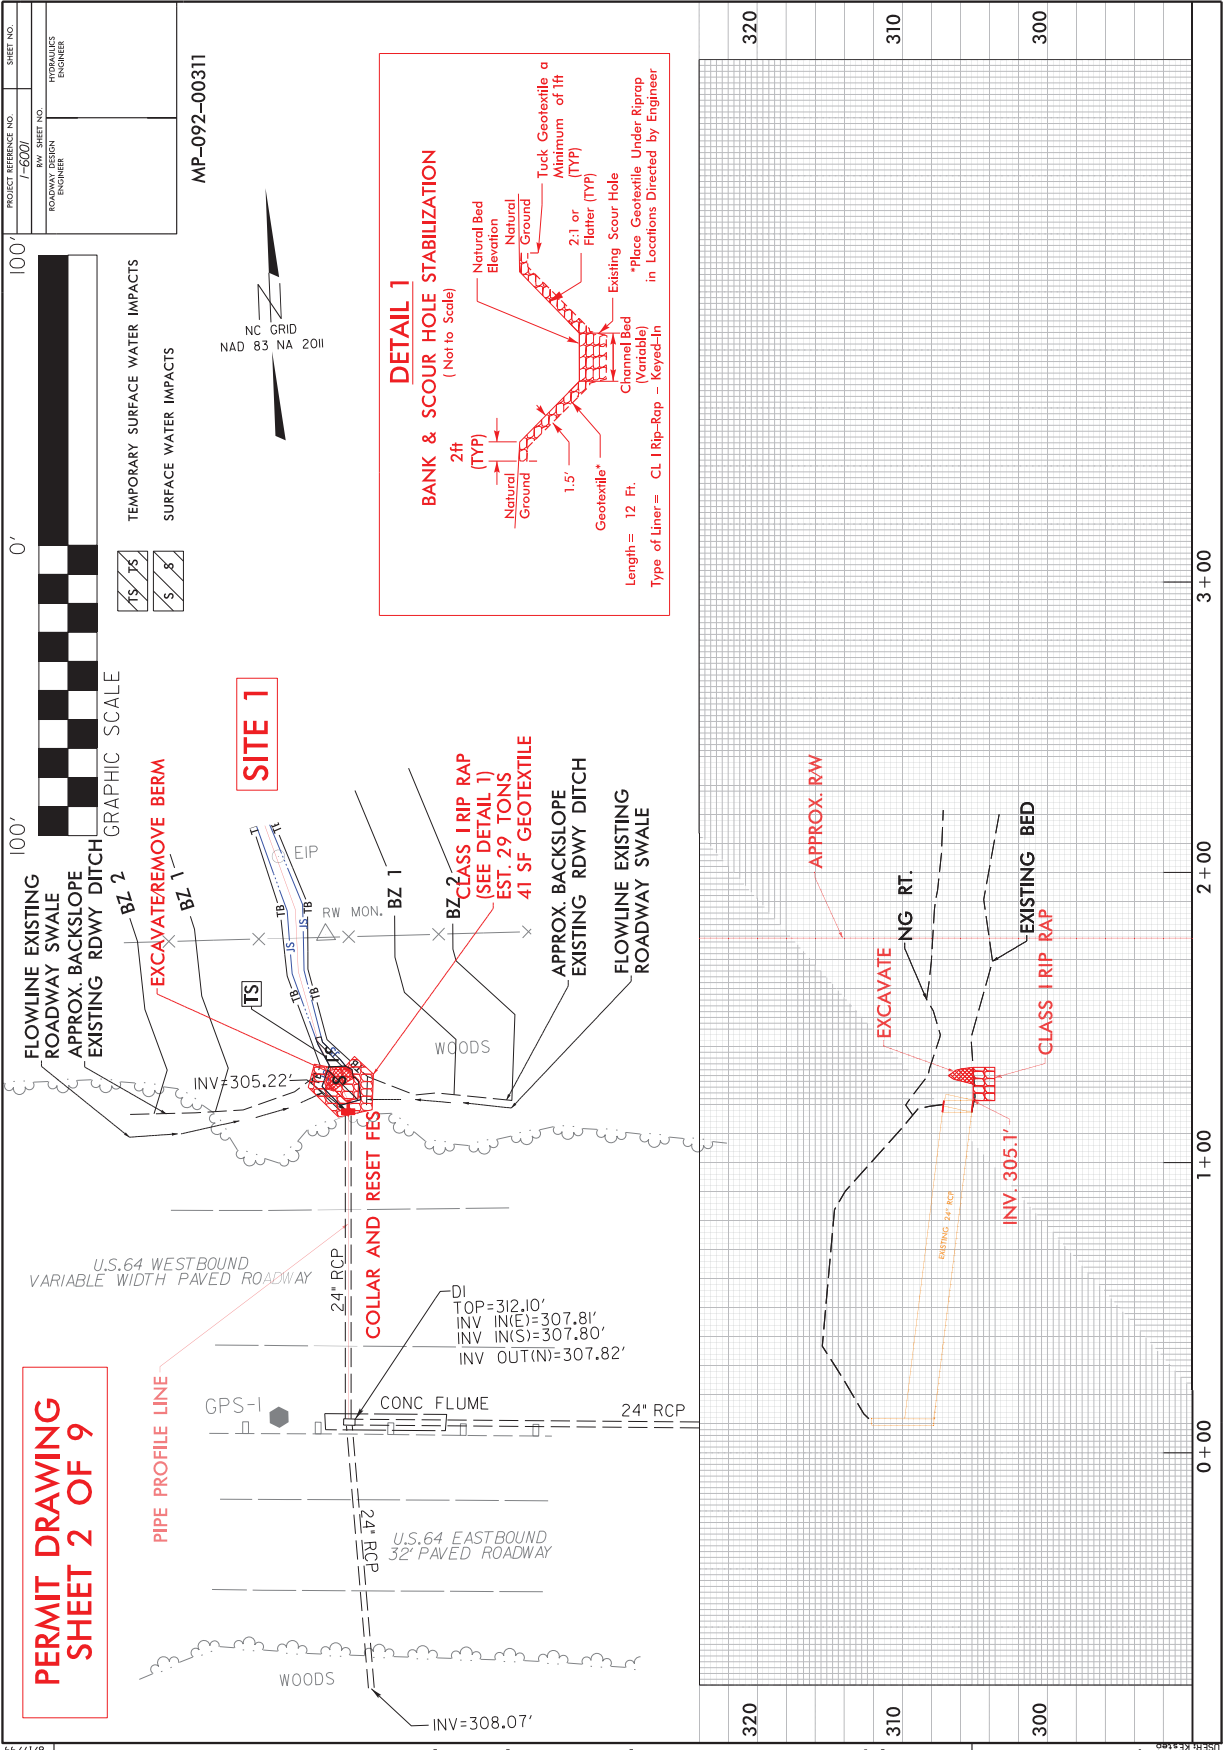 PROJECT REFERENCE NO.
SHEET NO.
I-6001
RW SHEET NO.
ROADWAY DESIGN
ENGINEER
HYDRAULICS
ENGINEER
MP-092-00311
100'
0'
100'
GRAPHIC SCALE
TS TS
TEMPORARY SURFACE WATER IMPACTS
S S
SURFACE WATER IMPACTS
NC GRID
NAD 83 NA 2011
DETAIL 1
BANK & SCOUR HOLE STABILIZATION
( Not to Scale)
Natural
Ground
2ft
(TYP)
Natural Bed
Elevation
Natural
Ground
Tuck Geotextile a
Minimum of 1ft
(TYP)
2:1 or
Flatter (TYP)
1.5'
Geotextile*
Existing Scour Hole
Channel Bed
(Variable)
*Place Geotextile Under Riprap
in Locations Directed by Engineer
Length = 12 Ft.
Type of Liner = CL I Rip-Rap - Keyed-In
SITE 1
FLOWLINE EXISTING
ROADWAY SWALE
APPROX. BACKSLOPE
EXISTING RDWY DITCH
BZ 2
BZ 1
EXCAVATE/REMOVE BERM
TS
INV=305.22'
TB
TB
JS
JS
TB
TB
EIP
RW MON.
BZ 1
BZ 2
WOODS
S
CLASS I RIP RAP
(SEE DETAIL 1)
EST. 29 TONS
41 SF GEOTEXTILE
APPROX. BACKSLOPE
EXISTING RDWY DITCH
FLOWLINE EXISTING
ROADWAY SWALE
U.S.64 WESTBOUND
VARIABLE WIDTH PAVED ROADWAY
24" RCP
COLLAR AND RESET FES
DI
TOP=312.10'
INV IN(E)=307.81'
INV IN(S)=307.80'
INV OUT(N)=307.82'
PIPE PROFILE LINE
GPS-1
CONC FLUME
24" RCP
24" RCP
U.S.64 EASTBOUND
32' PAVED ROADWAY
WOODS
INV=308.07'
PERMIT DRAWING
SHEET 2 OF 9
320
310
300
320
310
300
APPROX. R/W
NG RT.
EXCAVATE
EXISTING BED
CLASS I RIP RAP
INV. 305.1'
EXISTING 24" RCP
0+00
1+00
2+00
3+00